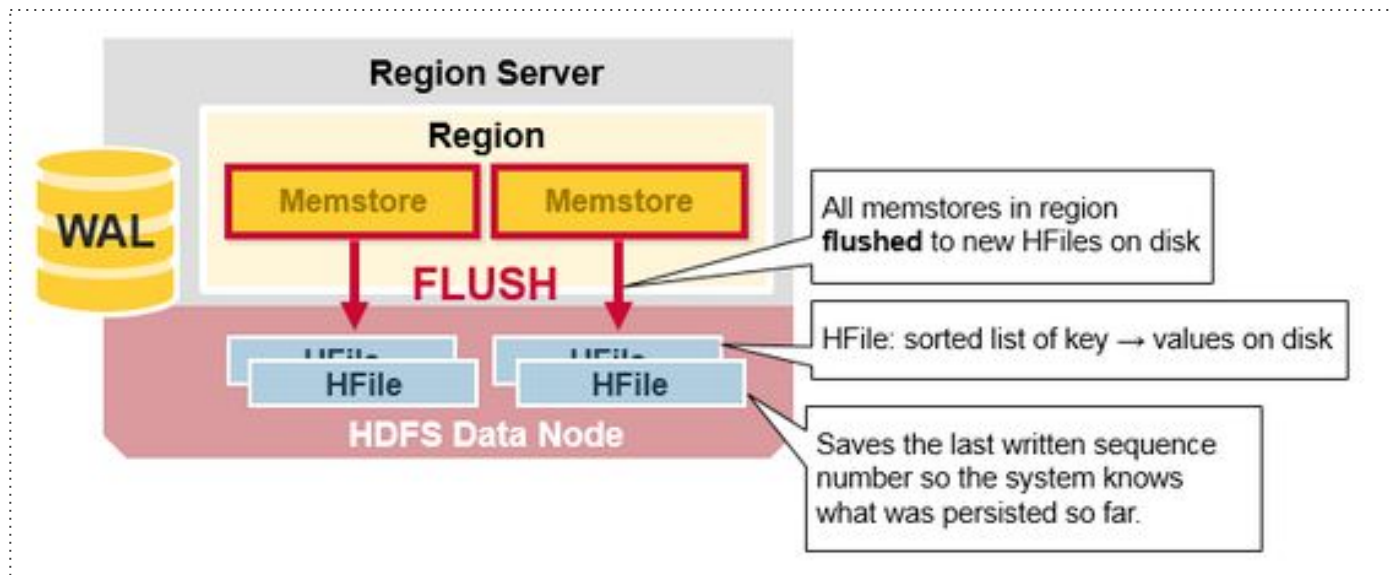 Region Server
Region
Memstore
Memstore
WAL
FLUSH
All memstores in region
flushed to new HFiles on disk
HFile
HFile
HFile
HFile
HFile: sorted list of key → values on disk
HDFS Data Node
Saves the last written sequence
number so the system knows
what was persisted so far.